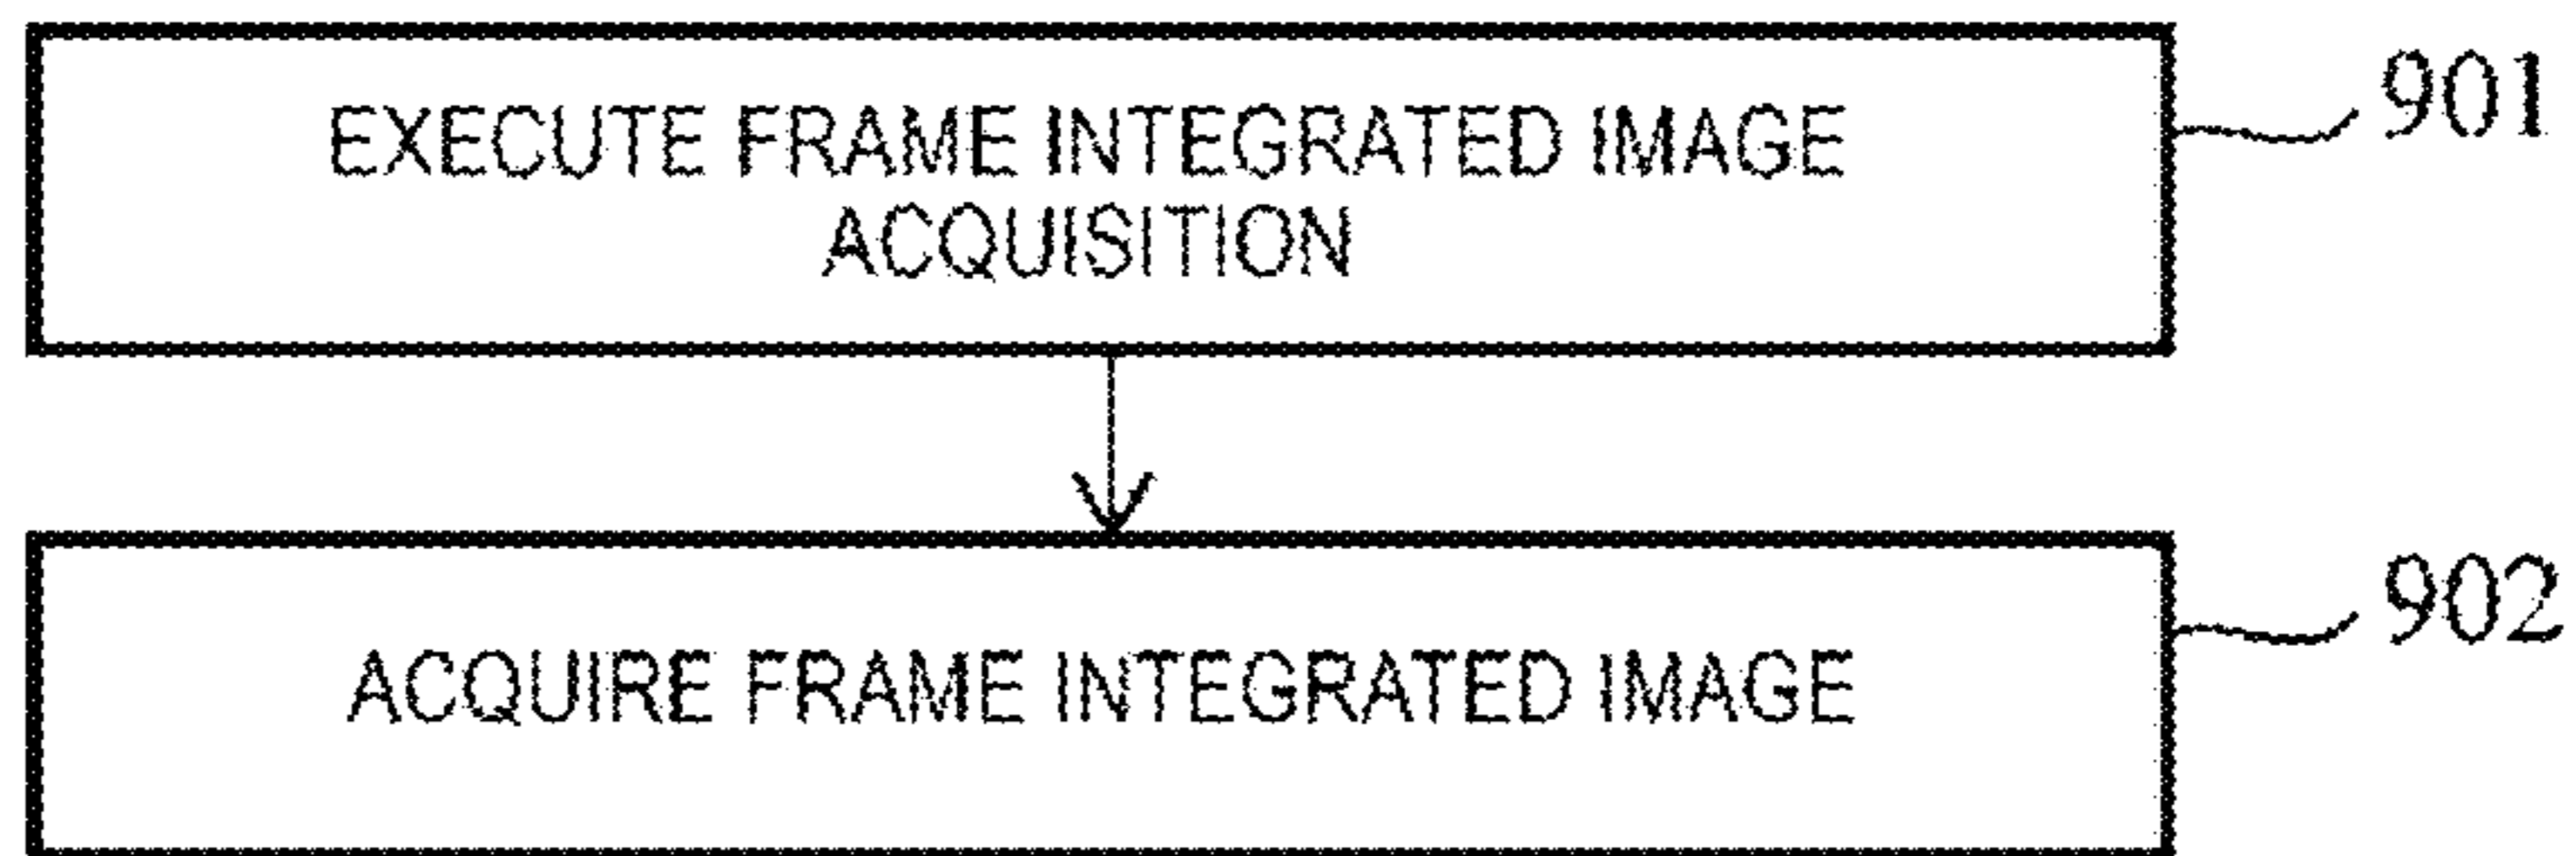 EXECUTE FRAME INTEGRATED IMAGE
ACQUISITION
901
ACQUIRE FRAME INTEGRATED IMAGE
902